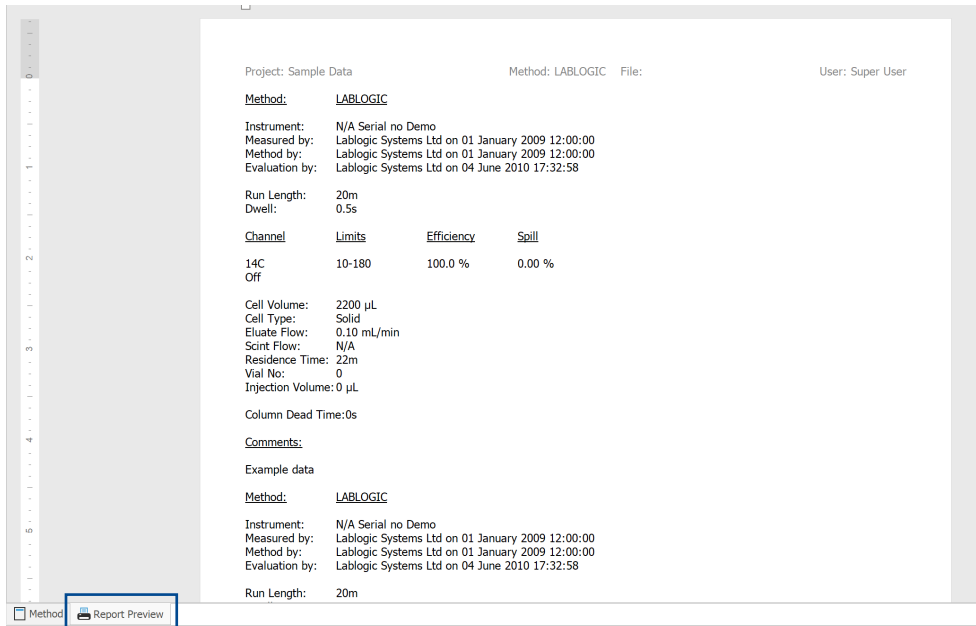 Project: Sample Data Method: LABLOGIC File: User: Super User
Method: LABLOGIC
Instrument: N/A Serial no Demo
Measured by: Lablogic Systems Ltd on 01 January 2009 12:00:00
Method by: Lablogic Systems Ltd on 01 January 2009 12:00:00
Evaluation by: Lablogic Systems Ltd on 04 June 2010 17:32:58
Run Length: 20m
Dwell: 0.5s
Channel Limits Efficiency Spill
14C 10-180 100.0 % 0.00 %
Off
Cell Volume: 2200 µL
Cell Type: Solid
Eluate Flow: 0.10 mL/min
Scint Flow: N/A
Residence Time: 22m
Vial No: 0
Injection Volume: 0 µL
Column Dead Time:0s
Comments:
Example data
Method: LABLOGIC
Instrument: N/A Serial no Demo
Measured by: Lablogic Systems Ltd on 01 January 2009 12:00:00
Method by: Lablogic Systems Ltd on 01 January 2009 12:00:00
Evaluation by: Lablogic Systems Ltd on 04 June 2010 17:32:58
Run Length: 20m
0
1
2
3
4
5
Method Report Preview